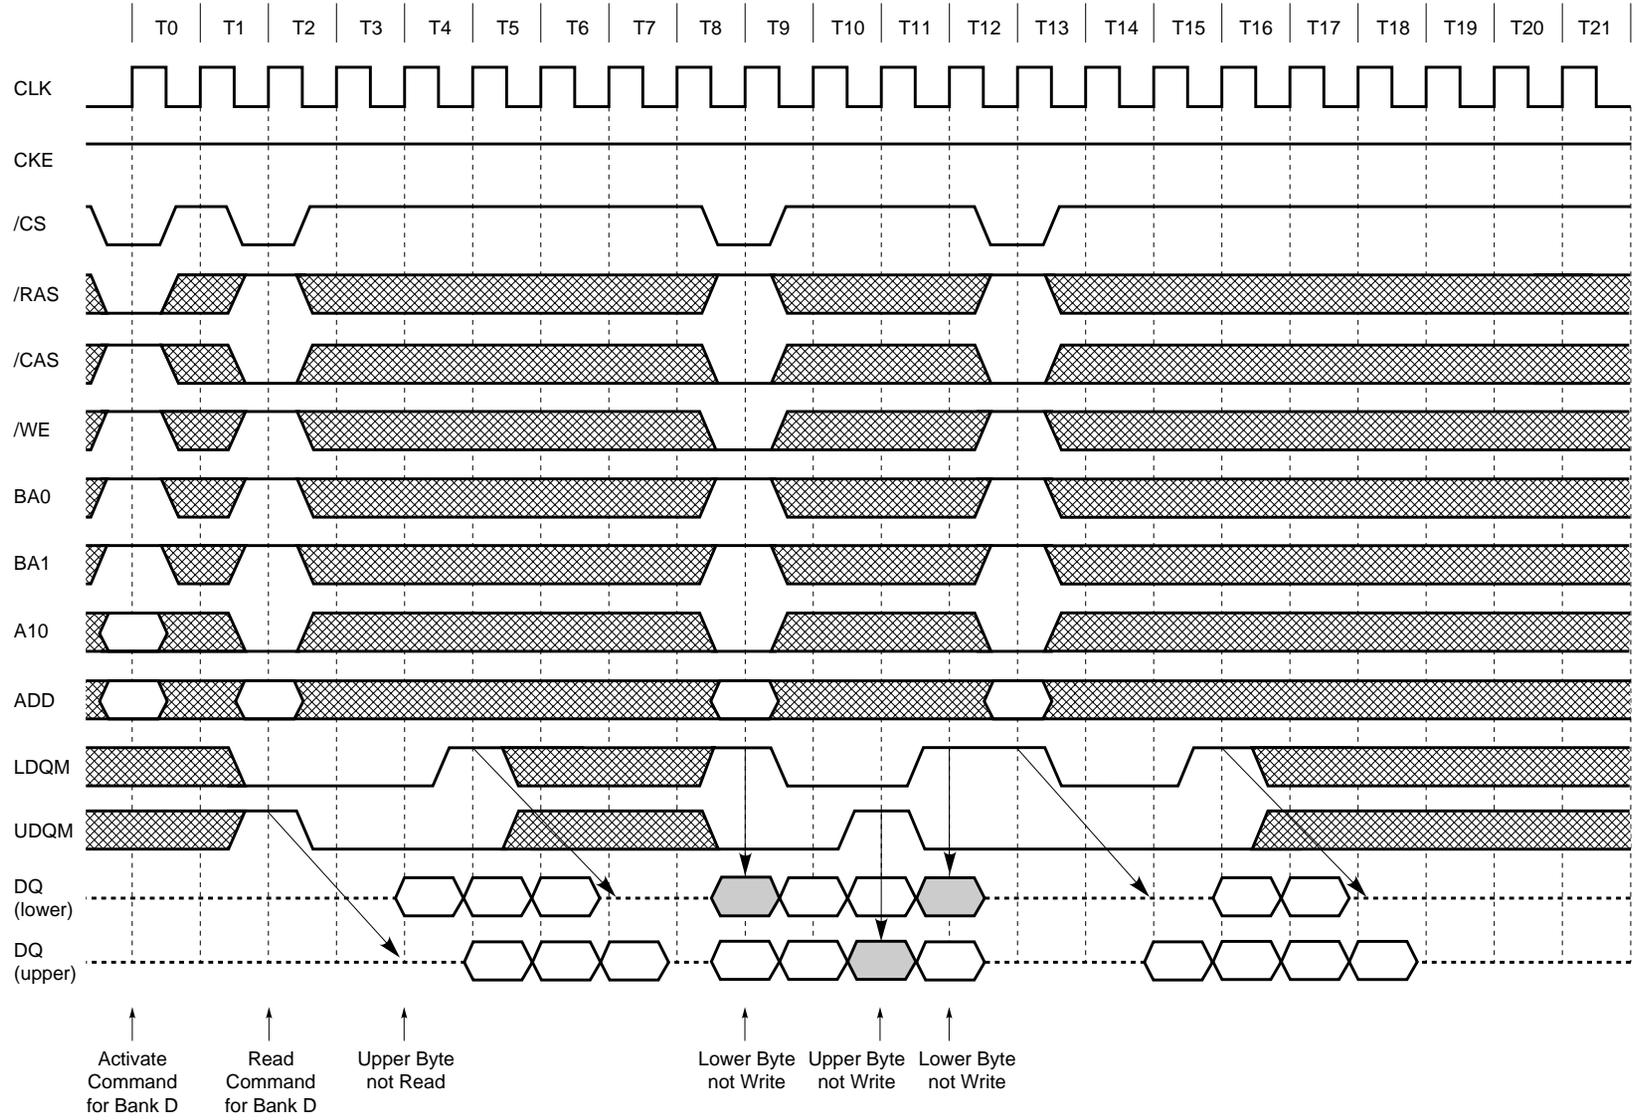 T0 T1 T2 T3 T4 T5 T6 T7 T8 T9 T10 T11 T12 T13 T14 T15 T16 T17 T18 T19 T20 T21
CLK
CKE
/CS
/RAS
/CAS
/WE
BA0
BA1
A10
ADD
LDQM
UDQM
DQ
(lower)
DQ
(upper)
Activate
Command
for Bank D
Read
Command
for Bank D
Upper Byte
not Read
Lower Byte
not Write
Upper Byte
not Write
Lower Byte
not Write